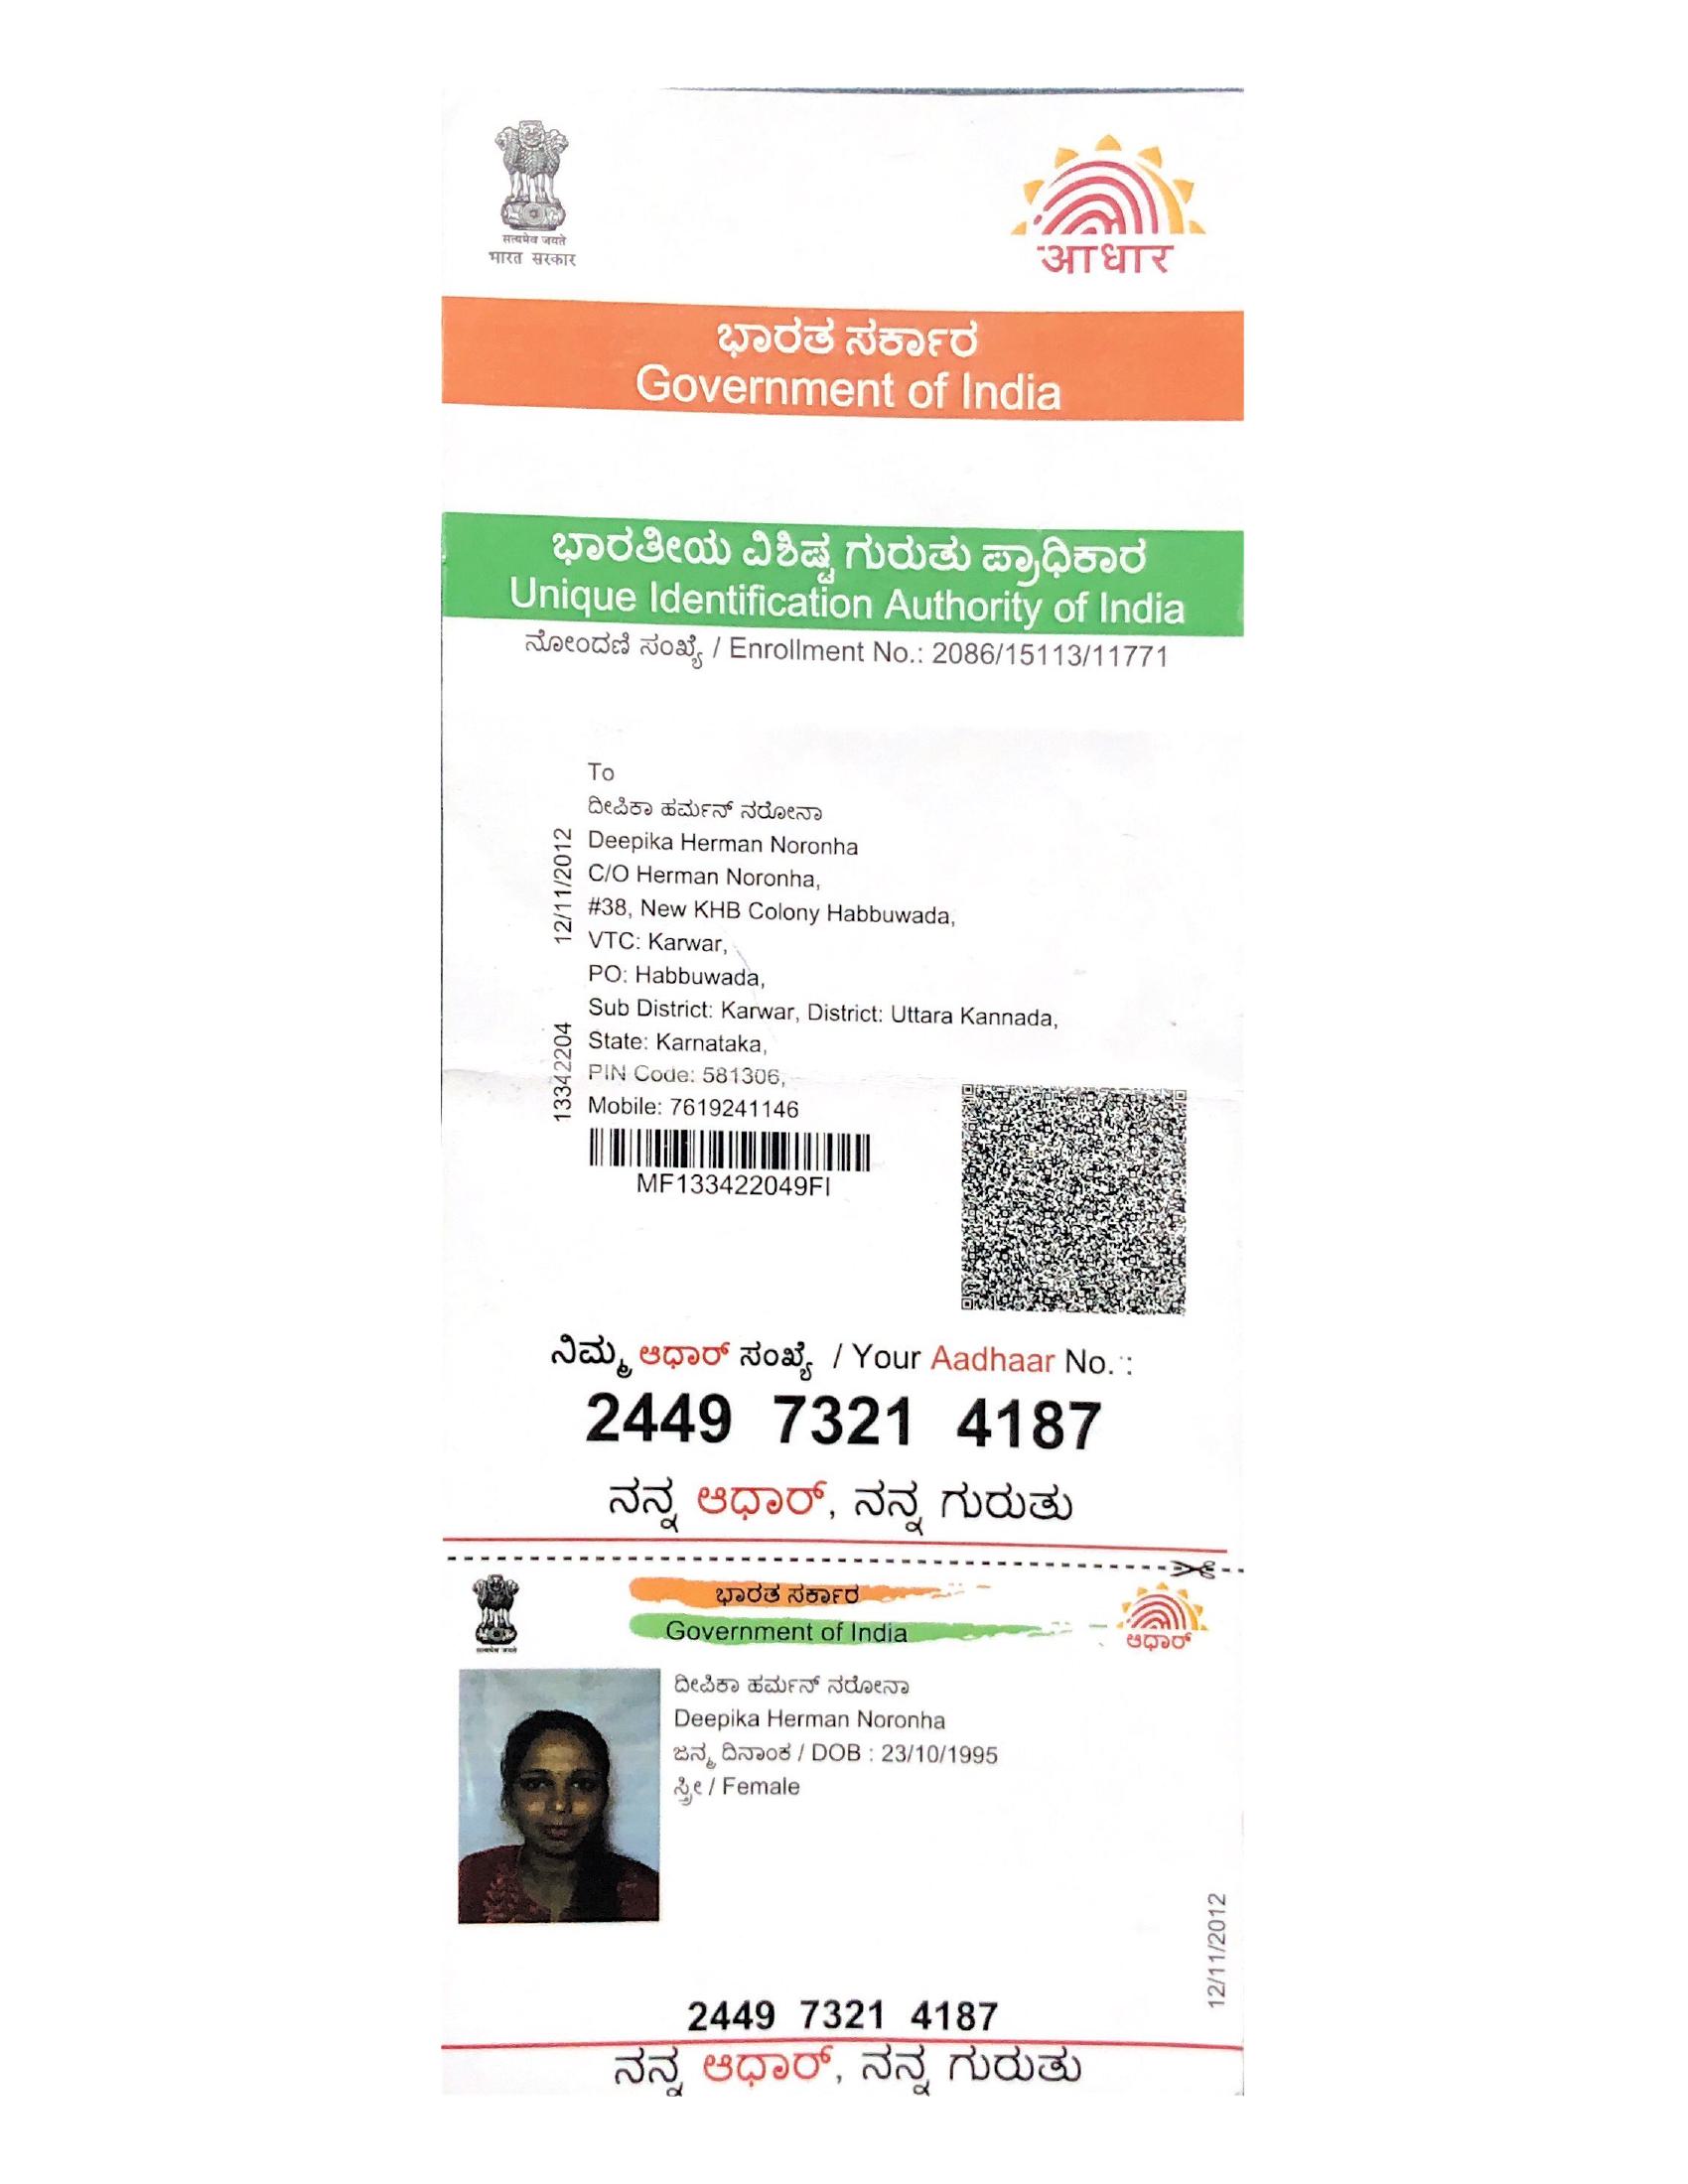 सत्यमेव जयते
भारत सरकार
आधार
ಭಾರತ ಸರ್ಕಾರ
Government of India
ಭಾರತೀಯ ವಿಶಿಷ್ಟ ಗುರುತು ಪ್ರಾಧಿಕಾರ
Unique Identification Authority of India
ನೋಂದಣಿ ಸಂಖ್ಯೆ / Enrollment No.: 2086/15113/11771
To
ದೀಪಿಕಾ ಹರ್ಮನ್ ನರೋನಾ
Deepika Herman Noronha
C/O Herman Noronha,
#38, New KHB Colony Habbuwada,
VTC: Karwar,
PO: Habbuwada,
Sub District: Karwar, District: Uttara Kannada,
State: Karnataka,
PIN Code: 581306,
Mobile: 7619241146
13342204 12/11/2012
MF133422049FI
ನಿಮ್ಮ ಆಧಾರ್ ಸಂಖ್ಯೆ / Your Aadhaar No. :
2449 7321 4187
ನನ್ನ ಆಧಾರ್, ನನ್ನ ಗುರುತು
ಭಾರತ ಸರ್ಕಾರ
Government of India
सत्यमेव जयते
ಆಧಾರ್
ದೀಪಿಕಾ ಹರ್ಮನ್ ನರೋನಾ
Deepika Herman Noronha
ಜನ್ಮ ದಿನಾಂಕ / DOB : 23/10/1995
ಸ್ತ್ರೀ / Female
12/11/2012
2449 7321 4187
ನನ್ನ ಆಧಾರ್, ನನ್ನ ಗುರುತು